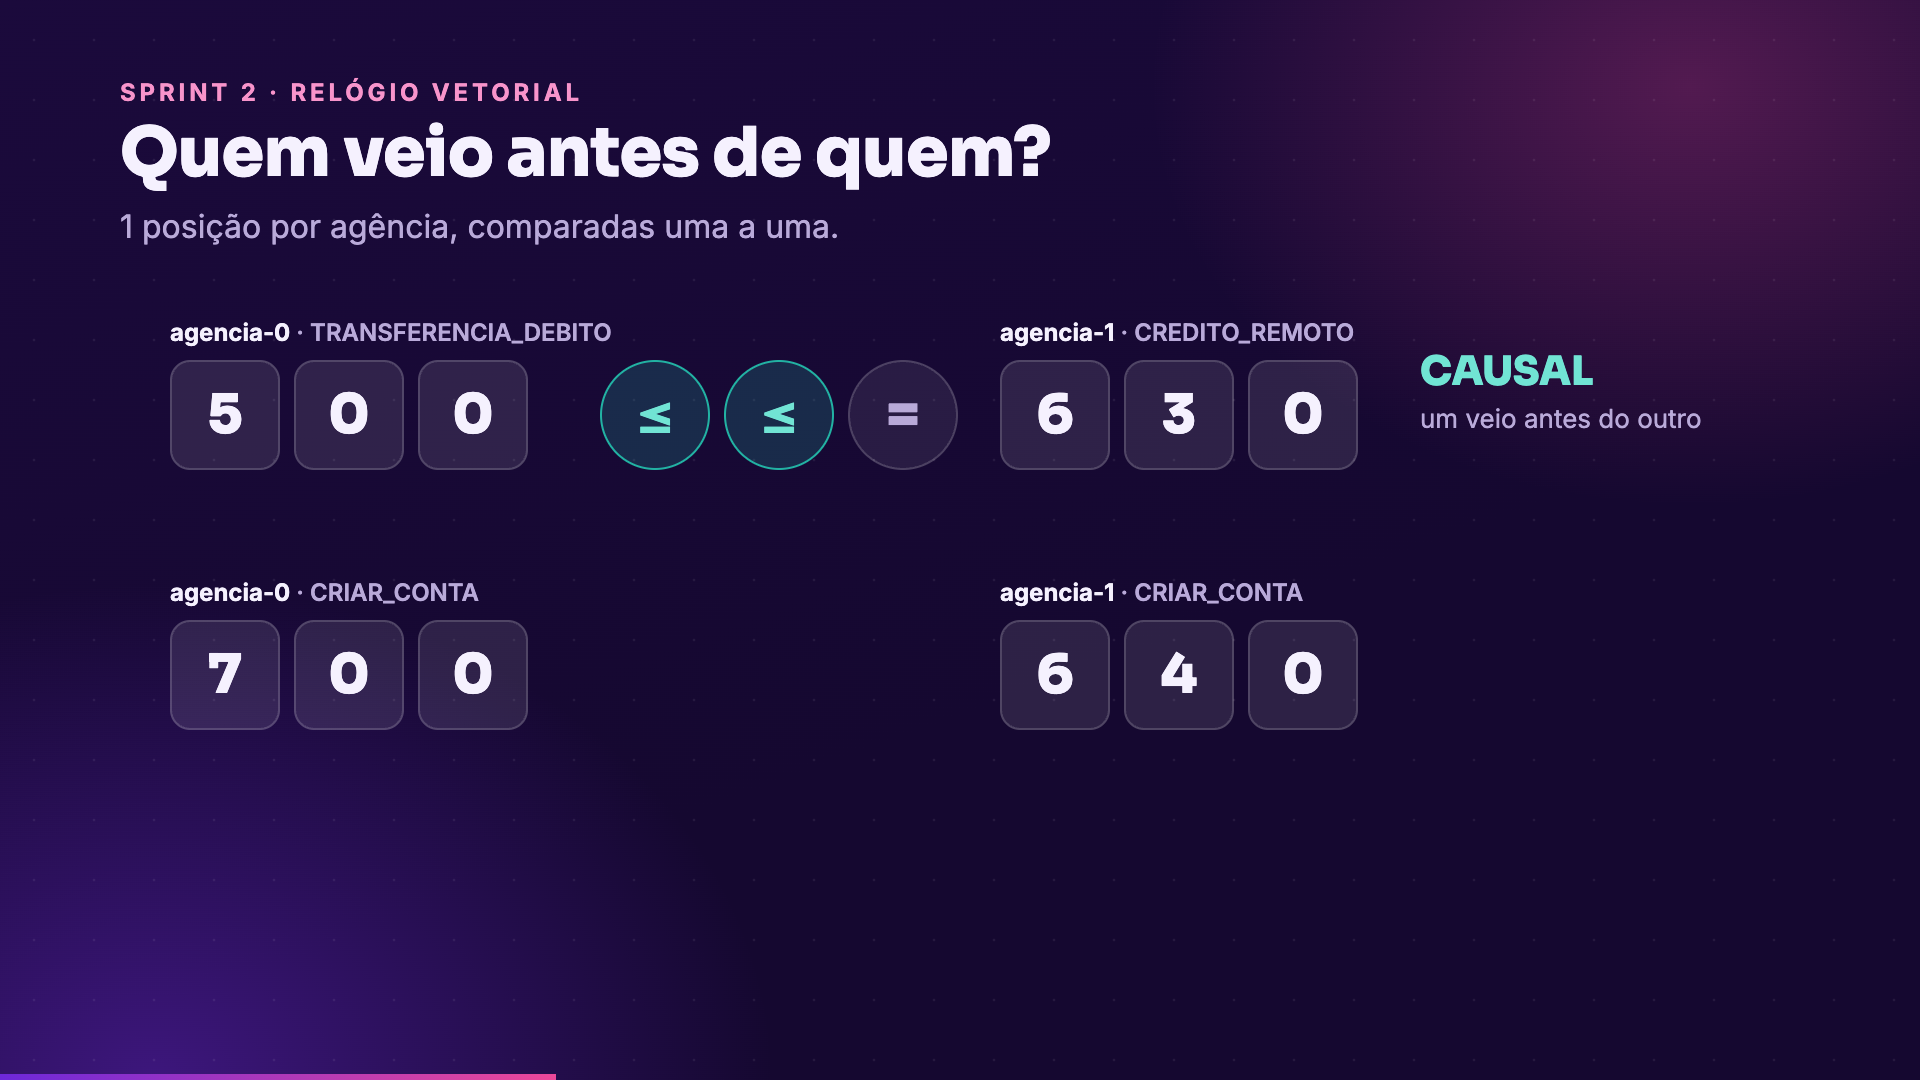 SPRINT 2 · RELÓGIO VETORIAL
Quem veio antes de quem?
1 posição por agência, comparadas uma a uma.
agencia-0 · TRANSFERENCIA_DEBITO
5 0 0
≤ ≤ =
agencia-1 · CREDITO_REMOTO
6 3 0
CAUSAL
um veio antes do outro
agencia-0 · CRIAR_CONTA
7 0 0
agencia-1 · CRIAR_CONTA
6 4 0